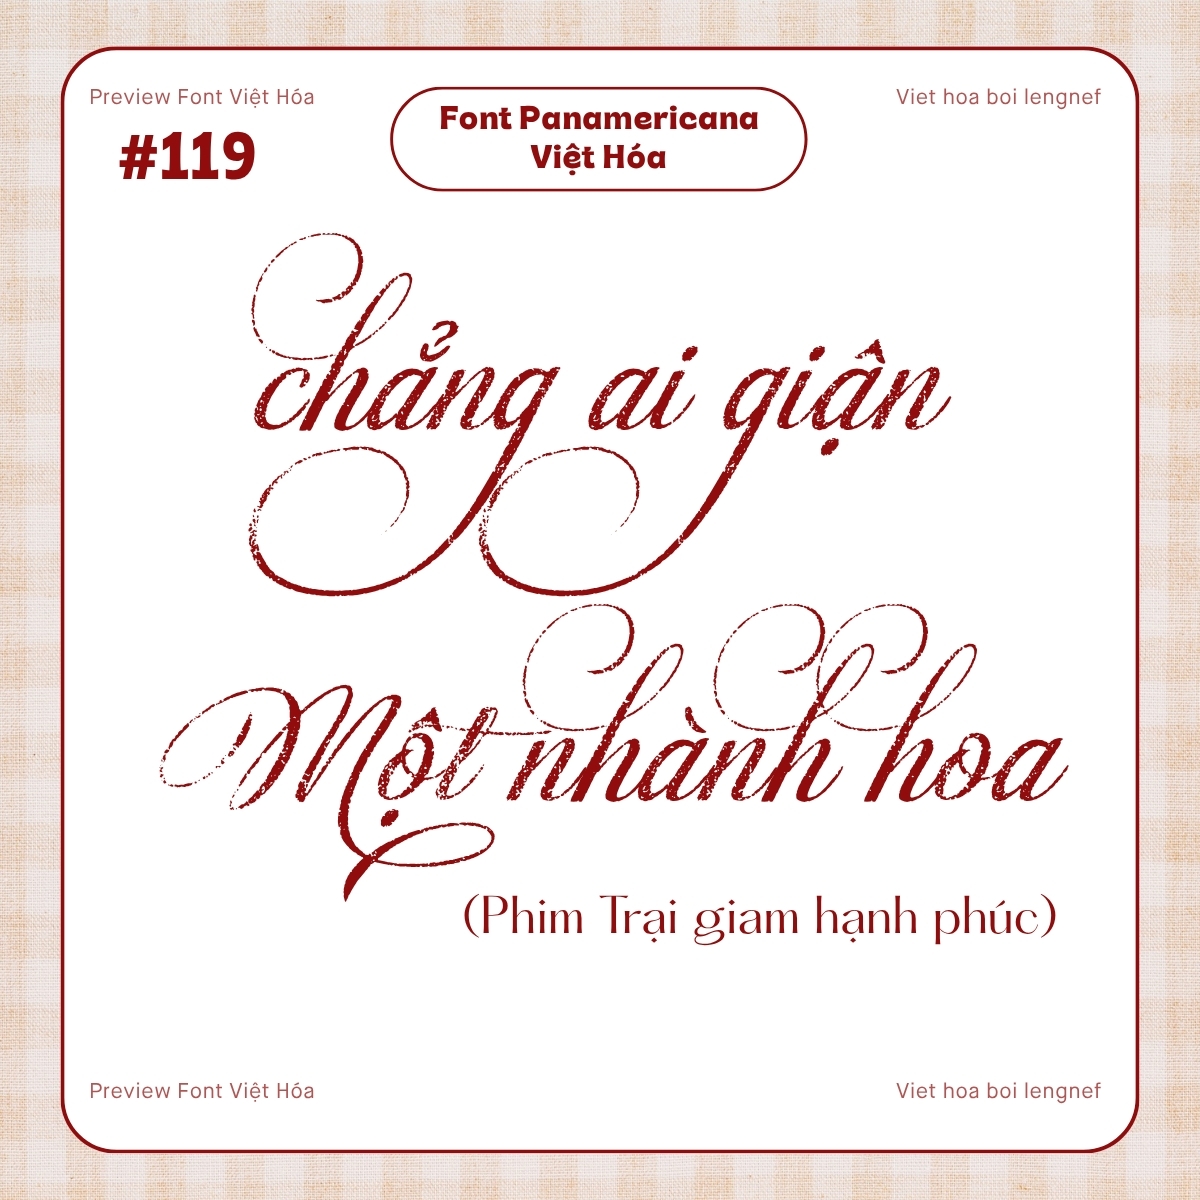 Preview Font Việt Hóa
Viet hoa boi lengnef
#119
Font Panamericana
Việt Hóa
chẳng ai giận
Một nhành hoa
(Phim Trại giam hạnh phúc)
Preview Font Việt Hóa
Viet hoa boi lengnef